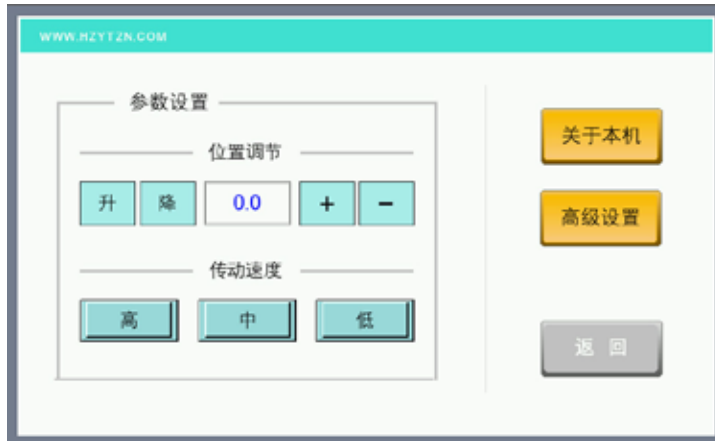 WWW.HZYTZN.COM
参数设置
位置调节
升 降 0.0 + −
传动速度
高 中 低
关于本机
高级设置
返 回